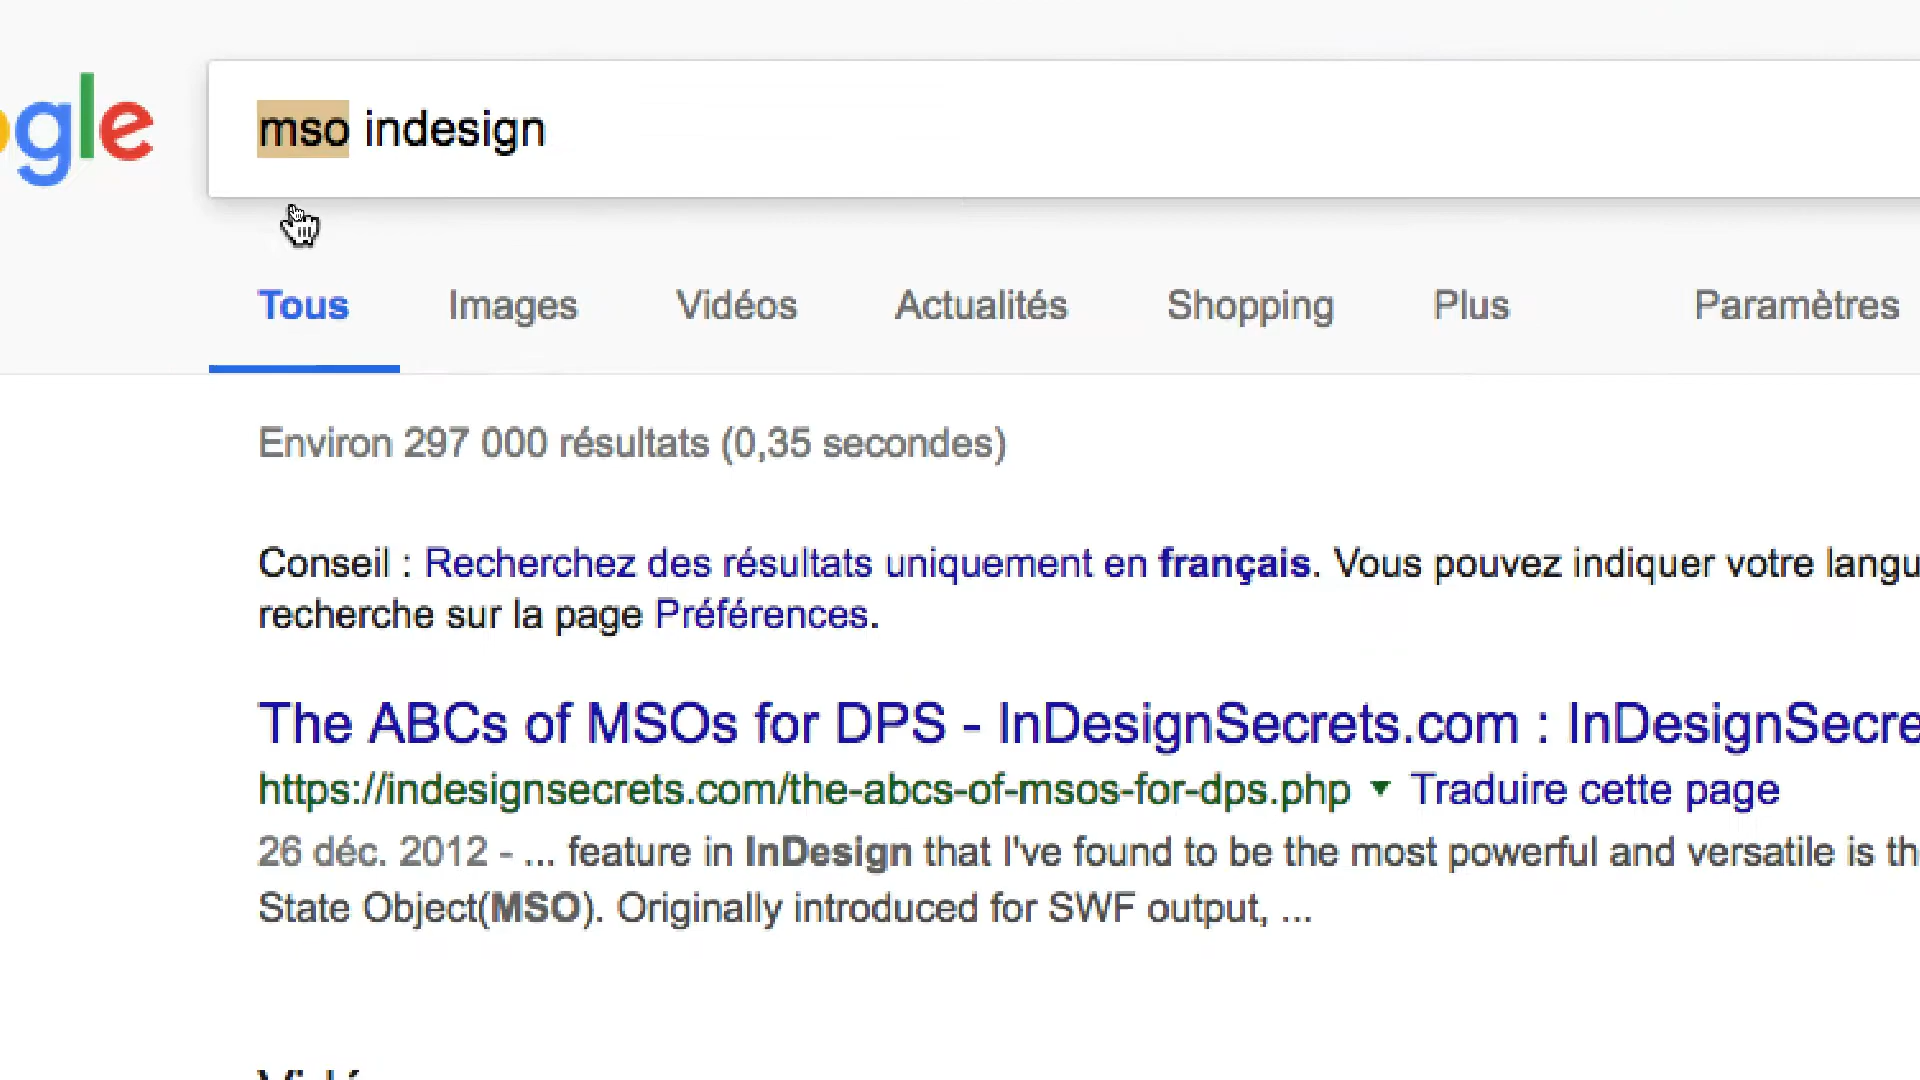 gle
mso indesign
Tous Images Vidéos Actualités Shopping Plus Paramètres
Environ 297 000 résultats (0,35 secondes)
Conseil : Recherchez des résultats uniquement en français. Vous pouvez indiquer votre langu
recherche sur la page Préférences.
The ABCs of MSOs for DPS - InDesignSecrets.com : InDesignSecre
https://indesignsecrets.com/the-abcs-of-msos-for-dps.php ▼ Traduire cette page
26 déc. 2012 - ... feature in InDesign that I've found to be the most powerful and versatile is th
State Object(MSO). Originally introduced for SWF output, ...